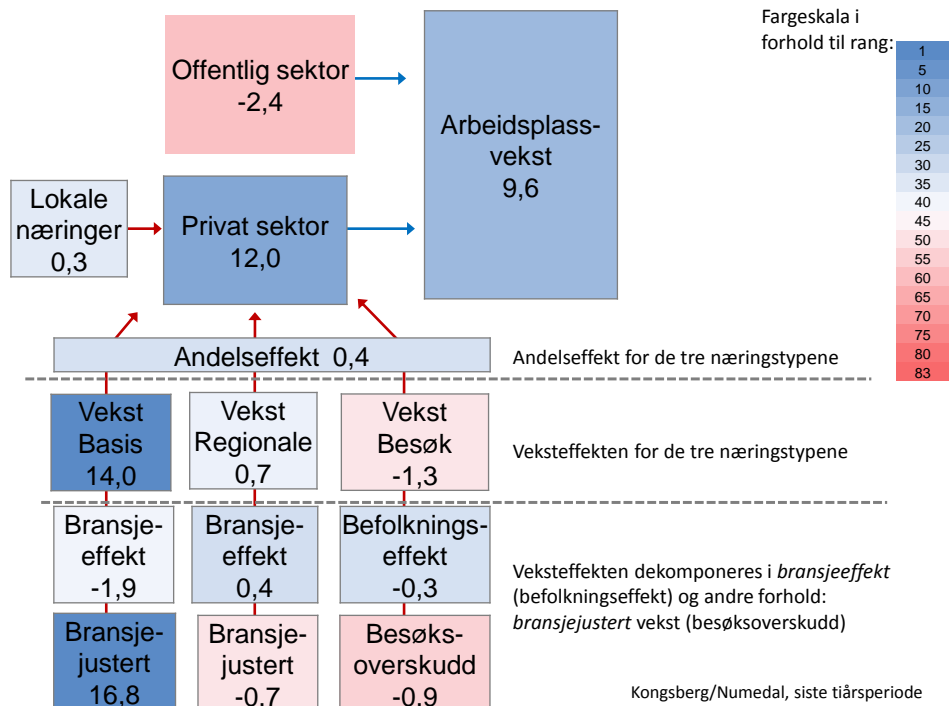 Fargeskala i
forhold til rang:
1
5
10
15
20
25
30
35
40
45
50
55
60
65
70
75
80
83
Offentlig sektor
-2,4
Arbeidsplass-
vekst
9,6
Lokale
næringer
0,3
Privat sektor
12,0
Andelseffekt 0,4
Andelseffekt for de tre næringstypene
Vekst
Basis
14,0
Vekst
Regionale
0,7
Vekst
Besøk
-1,3
Veksteffekten for de tre næringstypene
Bransje-
effekt
-1,9
Bransje-
effekt
0,4
Befolknings-
effekt
-0,3
Veksteffekten dekomponeres i bransjeeffekt
(befolkningseffekt) og andre forhold:
bransjejustert vekst (besøksoverskudd)
Bransje-
justert
16,8
Bransje-
justert
-0,7
Besøks-
overskudd
-0,9
Kongsberg/Numedal, siste tiårsperiode